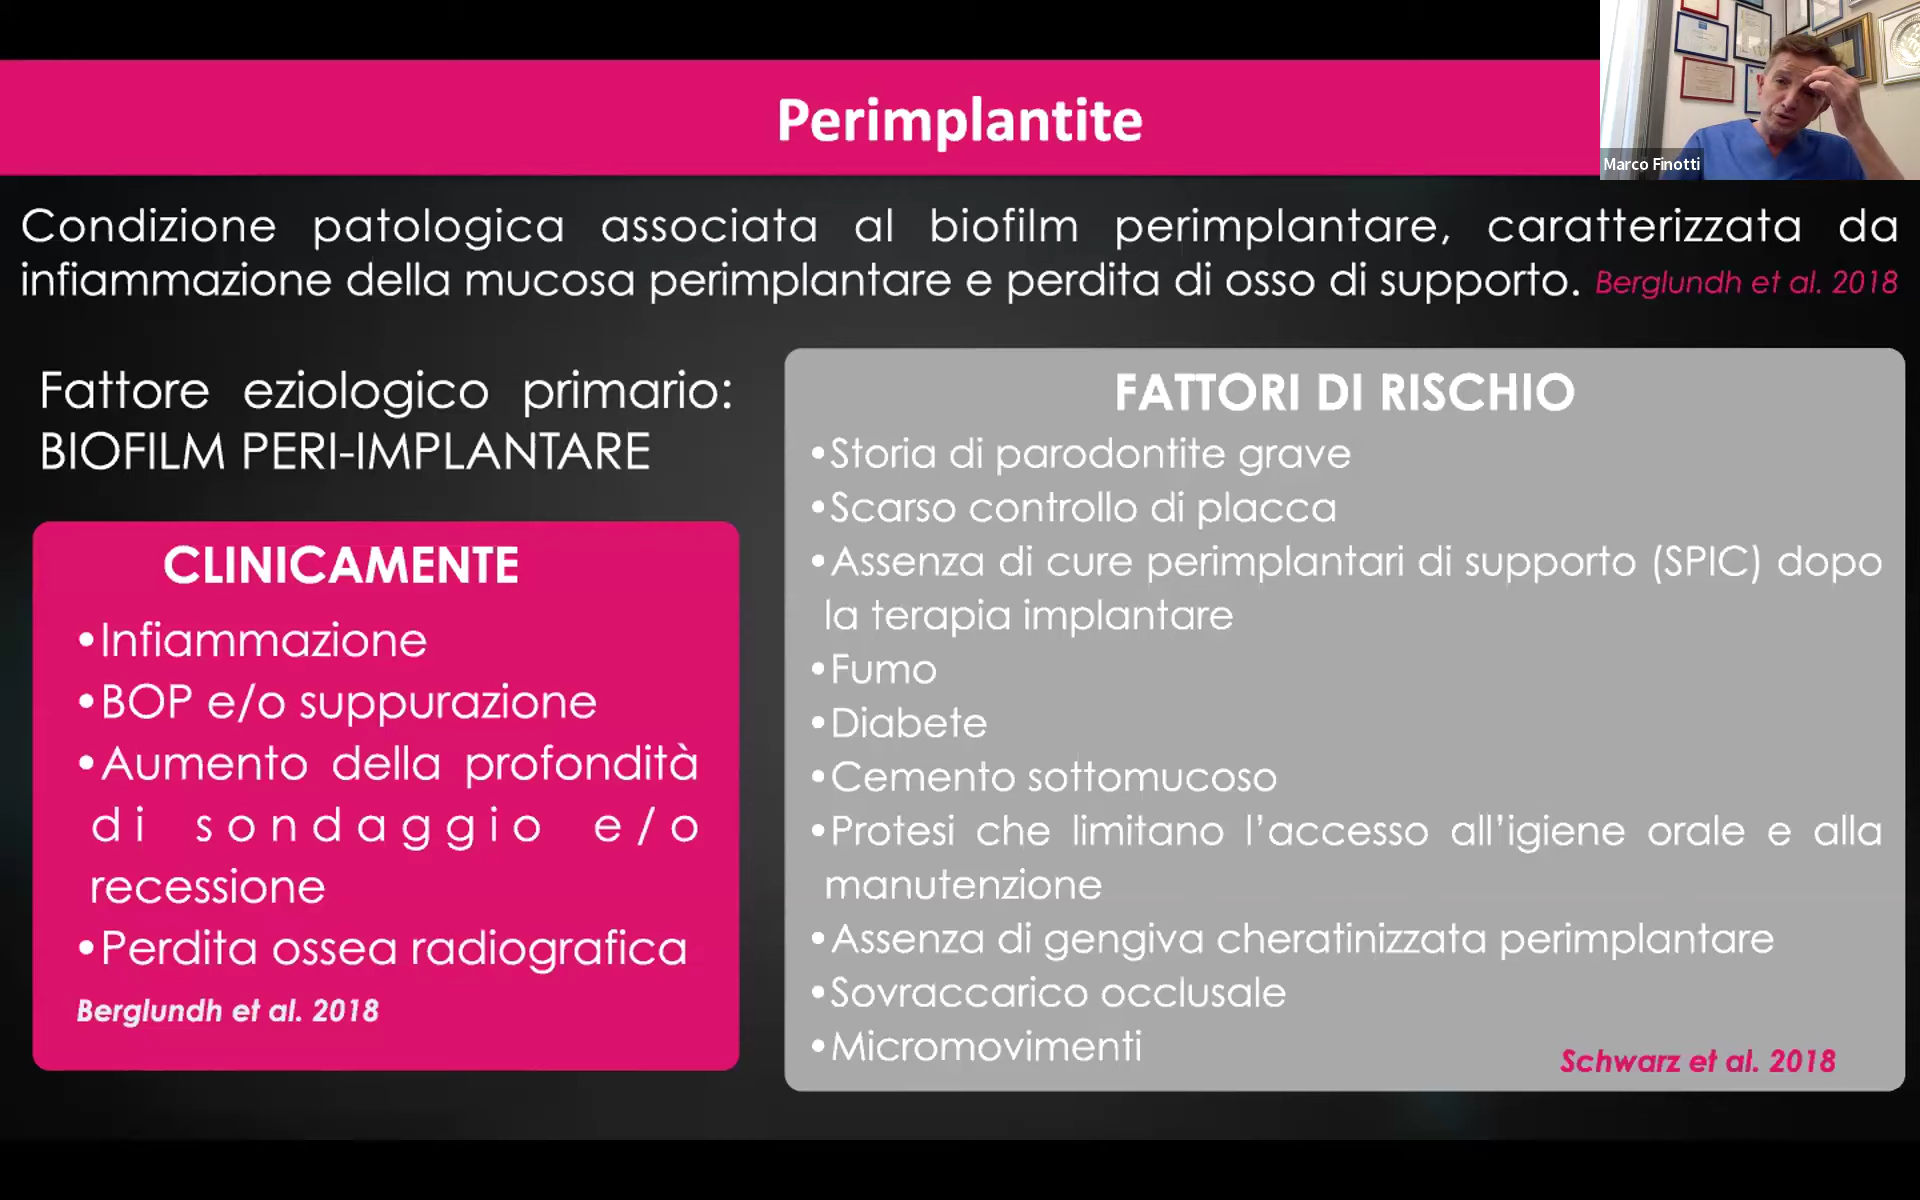 Perimplantite
Marco Finotti
Condizione patologica associata al biofilm perimplantare, caratterizzata da
infiammazione della mucosa perimplantare e perdita di osso di supporto. Berglundh et al. 2018
Fattore eziologico primario:
BIOFILM PERI-IMPLANTARE
CLINICAMENTE
•Infiammazione
•BOP e/o suppurazione
•Aumento della profondità
di sondaggio e/o
recessione
•Perdita ossea radiografica
Berglundh et al. 2018
FATTORI DI RISCHIO
•Storia di parodontite grave
•Scarso controllo di placca
•Assenza di cure perimplantari di supporto (SPIC) dopo
la terapia implantare
•Fumo
•Diabete
•Cemento sottomucoso
•Protesi che limitano l’accesso all’igiene orale e alla
manutenzione
•Assenza di gengiva cheratinizzata perimplantare
•Sovraccarico occlusale
•Micromovimenti
Schwarz et al. 2018